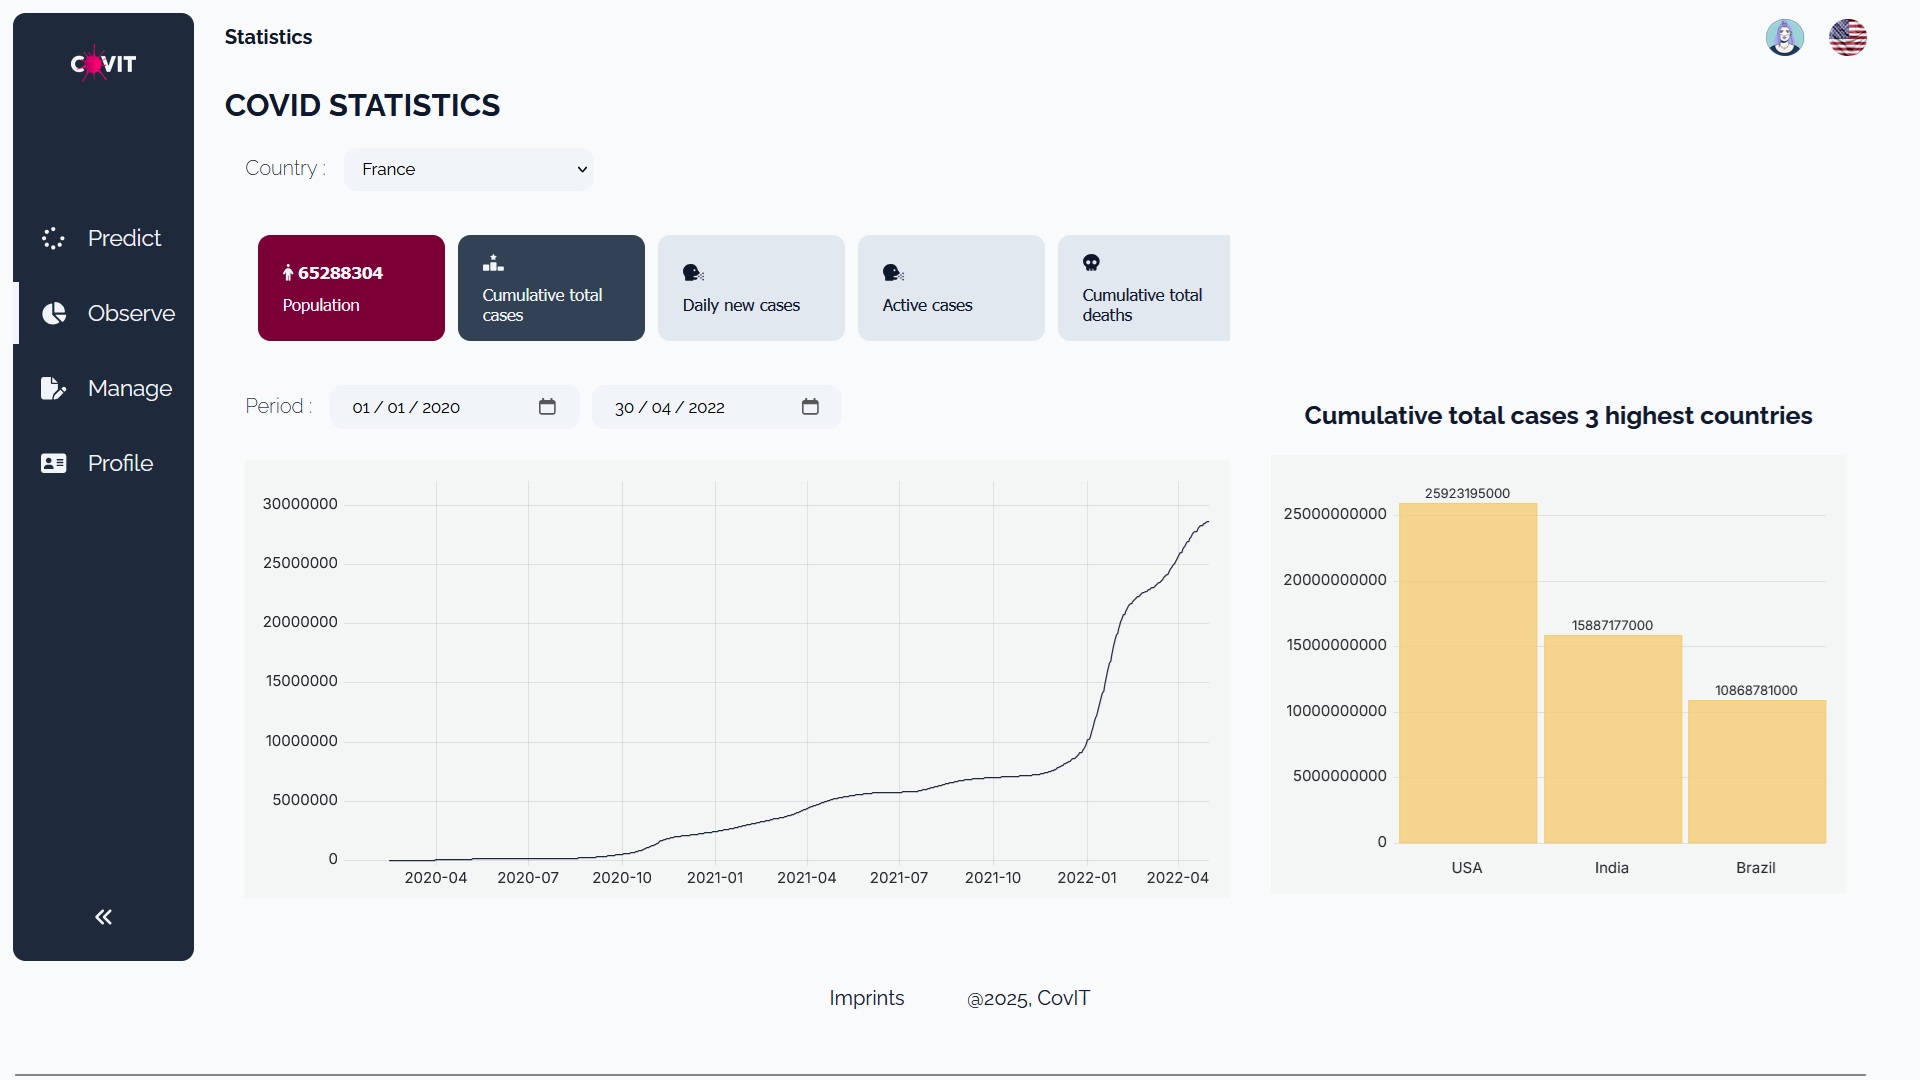 COVIT
Statistics
COVID STATISTICS
Country :
France
Predict
Observe
Manage
Profile
65288304
Population
Cumulative total
cases
Daily new cases
Active cases
Cumulative total
deaths
Period :
01 / 01 / 2020
30 / 04 / 2022
30000000
25000000
20000000
15000000
10000000
5000000
0
2020-04
2020-07
2020-10
2021-01
2021-04
2021-07
2021-10
2022-01
2022-04
Cumulative total cases 3 highest countries
25923195000
15887177000
10868781000
25000000000
20000000000
15000000000
10000000000
5000000000
0
USA
India
Brazil
Imprints
@2025, CovIT